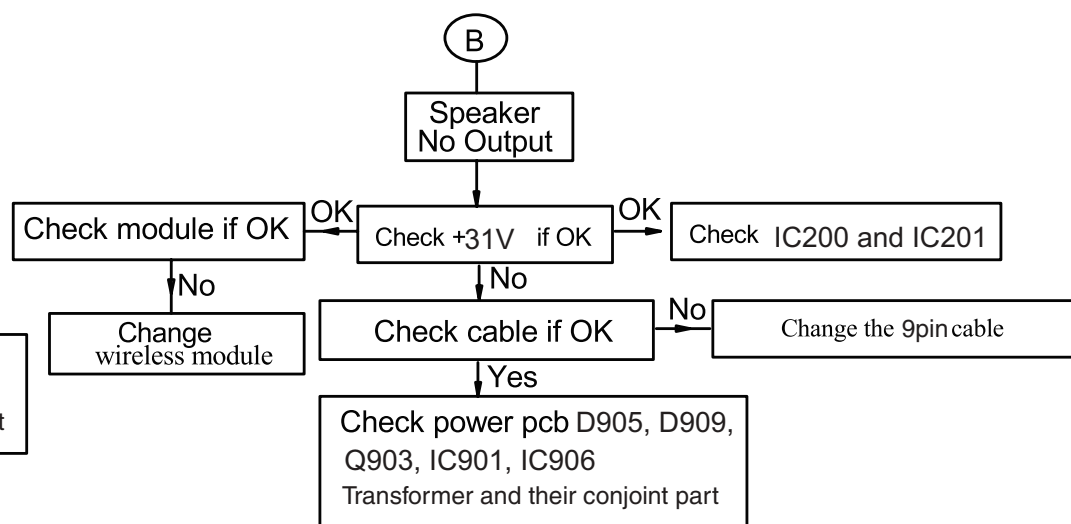 B
Speaker
No Output
Check module if OK
OK
Check +31V if OK
OK
Check IC200 and IC201
No
No
Change
wireless module
Check cable if OK
No
Change the 9pin cable
Yes
t
Check power pcb D905, D909,
Q903, IC901, IC906
Transformer and their conjoint part